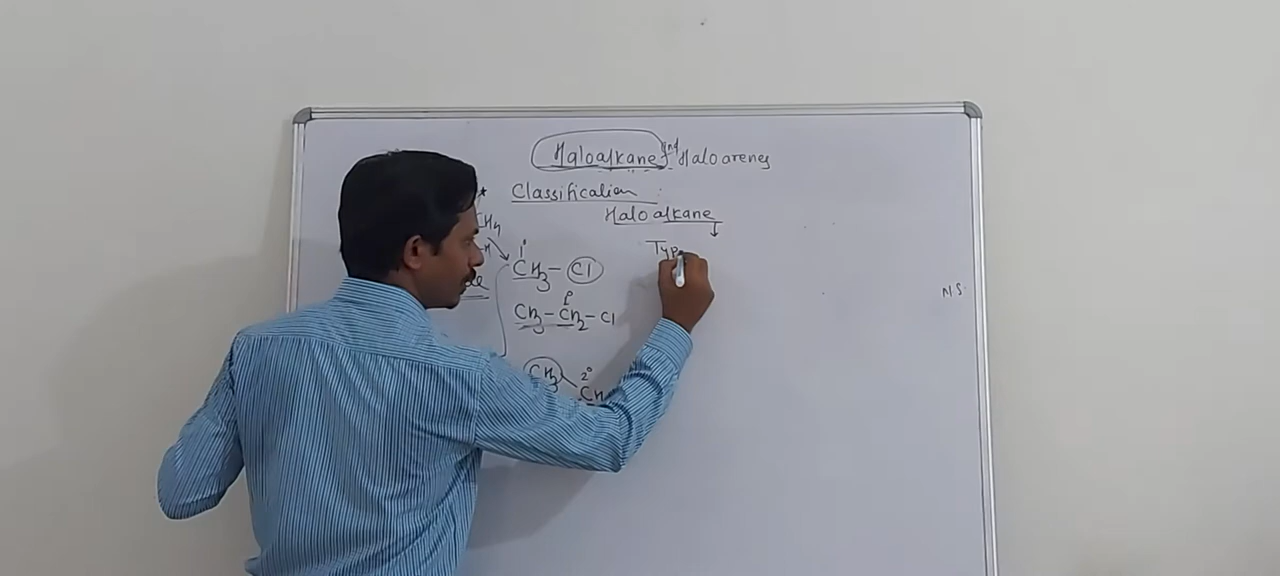 Haloalkane and Haloarenes
Classification :
Haloalkane
CH4
1°
CH3 – Cl
Typ
1°
CH3 – CH2 – Cl
N.S.
2°
CH3
CH